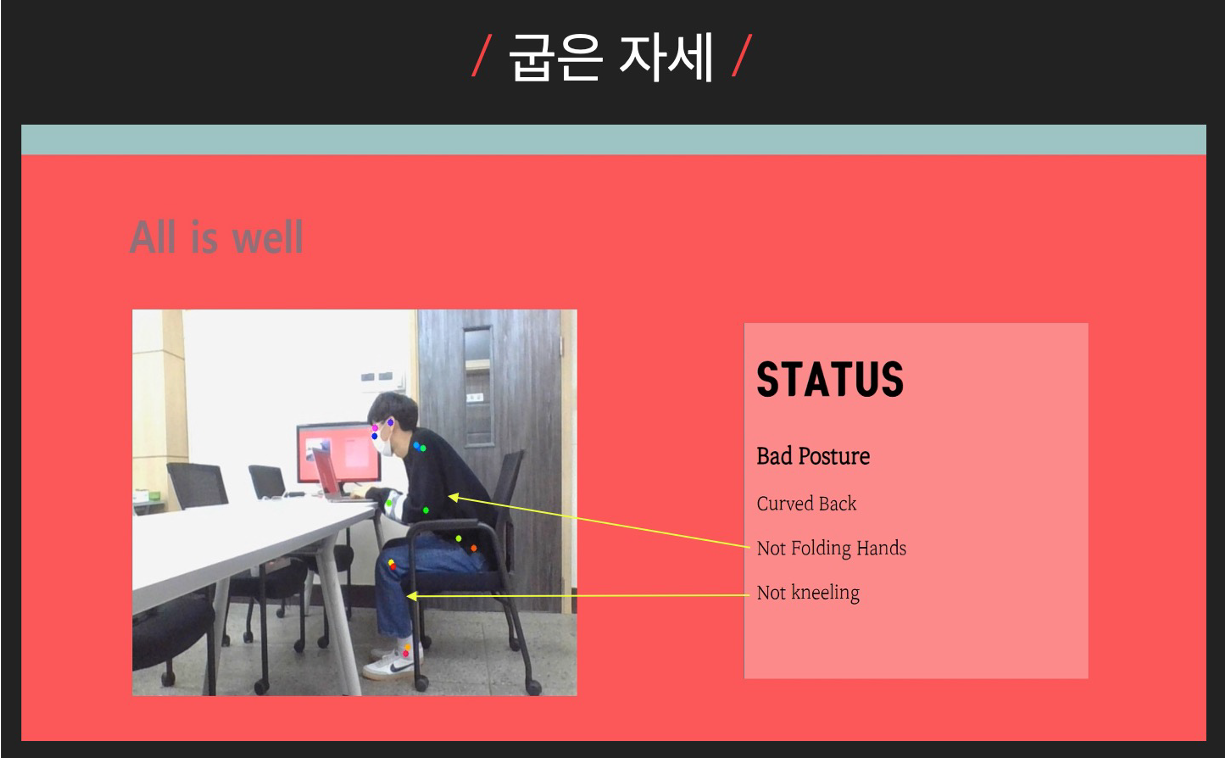 / 굽은 자세 /
All is well
STATUS
Bad Posture
Curved Back
Not Folding Hands
Not kneeling